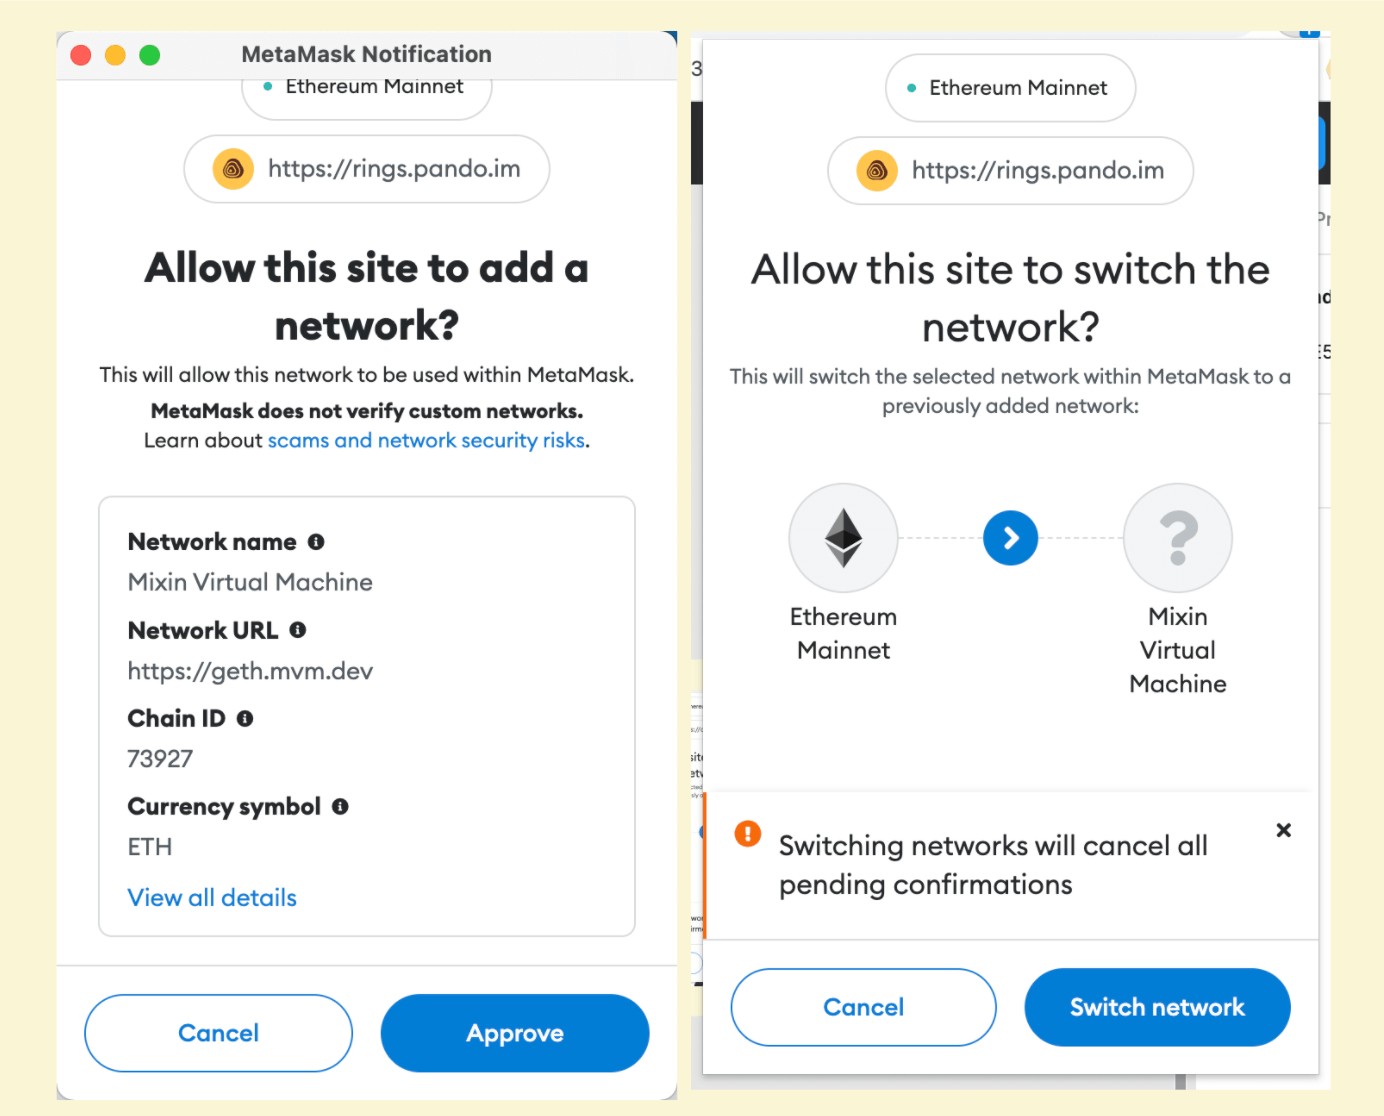 MetaMask Notification
Ethereum Mainnet
https://rings.pando.im
Allow this site to add a
network?
This will allow this network to be used within MetaMask.
MetaMask does not verify custom networks.
Learn about scams and network security risks.
Network name
Mixin Virtual Machine
Network URL
https://geth.mvm.dev
Chain ID
73927
Currency symbol
ETH
View all details
Cancel
Approve
3
Ethereum Mainnet
https://rings.pando.im
Allow this site to switch the
network?
This will switch the selected network within MetaMask to a
previously added network:
Ethereum
Mainnet
Mixin
Virtual
Machine
Switching networks will cancel all
pending confirmations
Cancel
Switch network